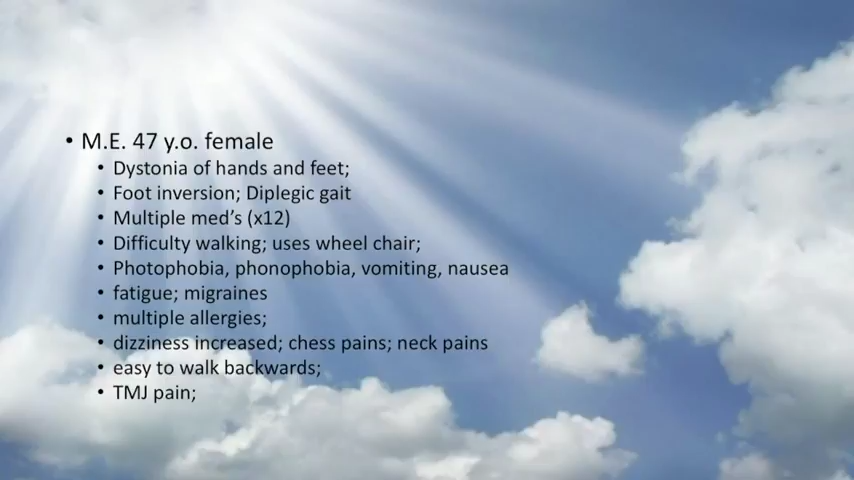 • M.E. 47 y.o. female
• Dystonia of hands and feet;
• Foot inversion; Diplegic gait
• Multiple med's (x12)
• Difficulty walking; uses wheel chair;
• Photophobia, phonophobia, vomiting, nausea
• fatigue; migraines
• multiple allergies;
• dizziness increased; chess pains; neck pains
• easy to walk backwards;
• TMJ pain;